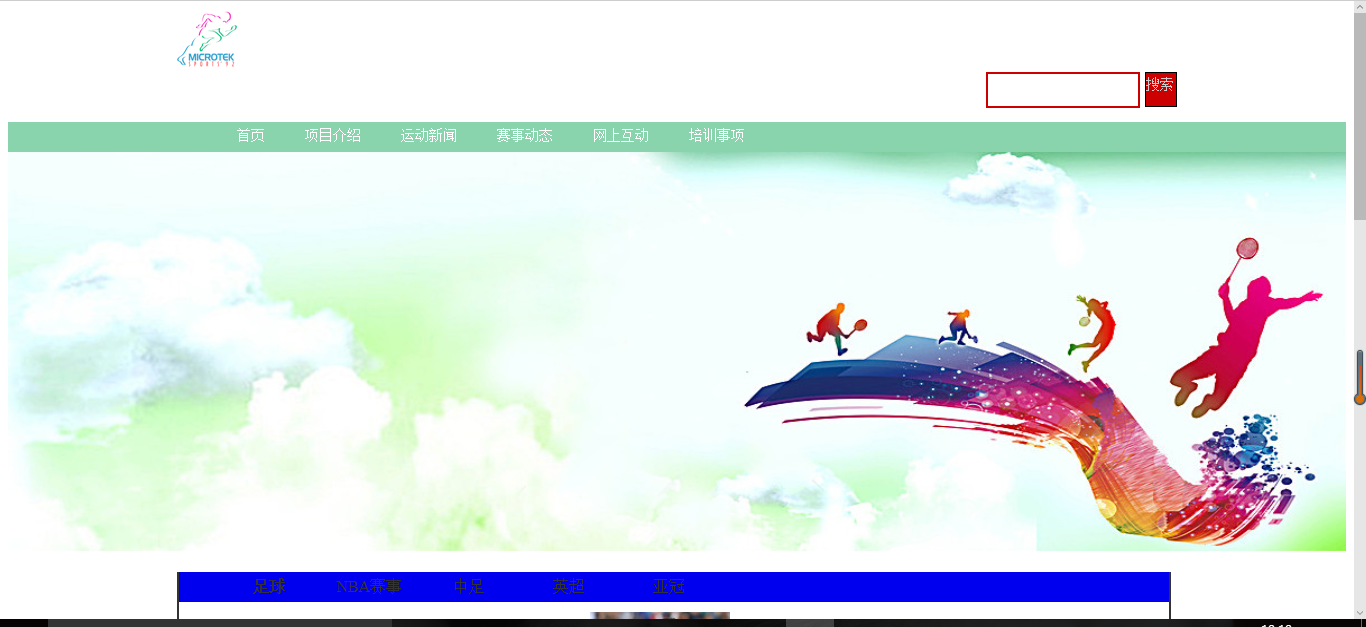 MICROTEK
SPORTS NZ
搜索
首页 项目介绍 运动新闻 赛事动态 网上互动 培训事项
足球 NBA赛事 中足 英超 亚冠